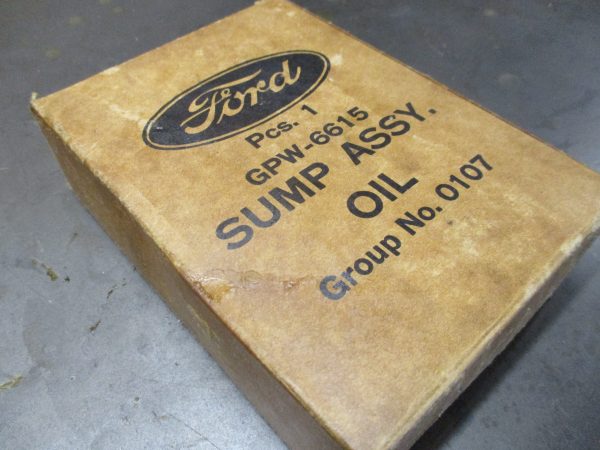 Ford
Pcs. 1
GPW-6615
SUMP ASSY.
OIL
Group No. 0107